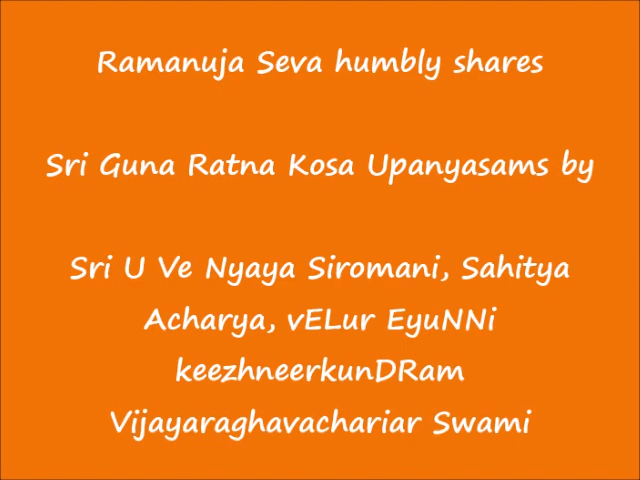 Ramanuja Seva humbly shares
Sri Guna Ratna Kosa Upanyasams by
Sri U Ve Nyaya Siromani, Sahitya
Acharya, vELur EyuNNi
keezhneerkunDRam
Vijayaraghavachariar Swami